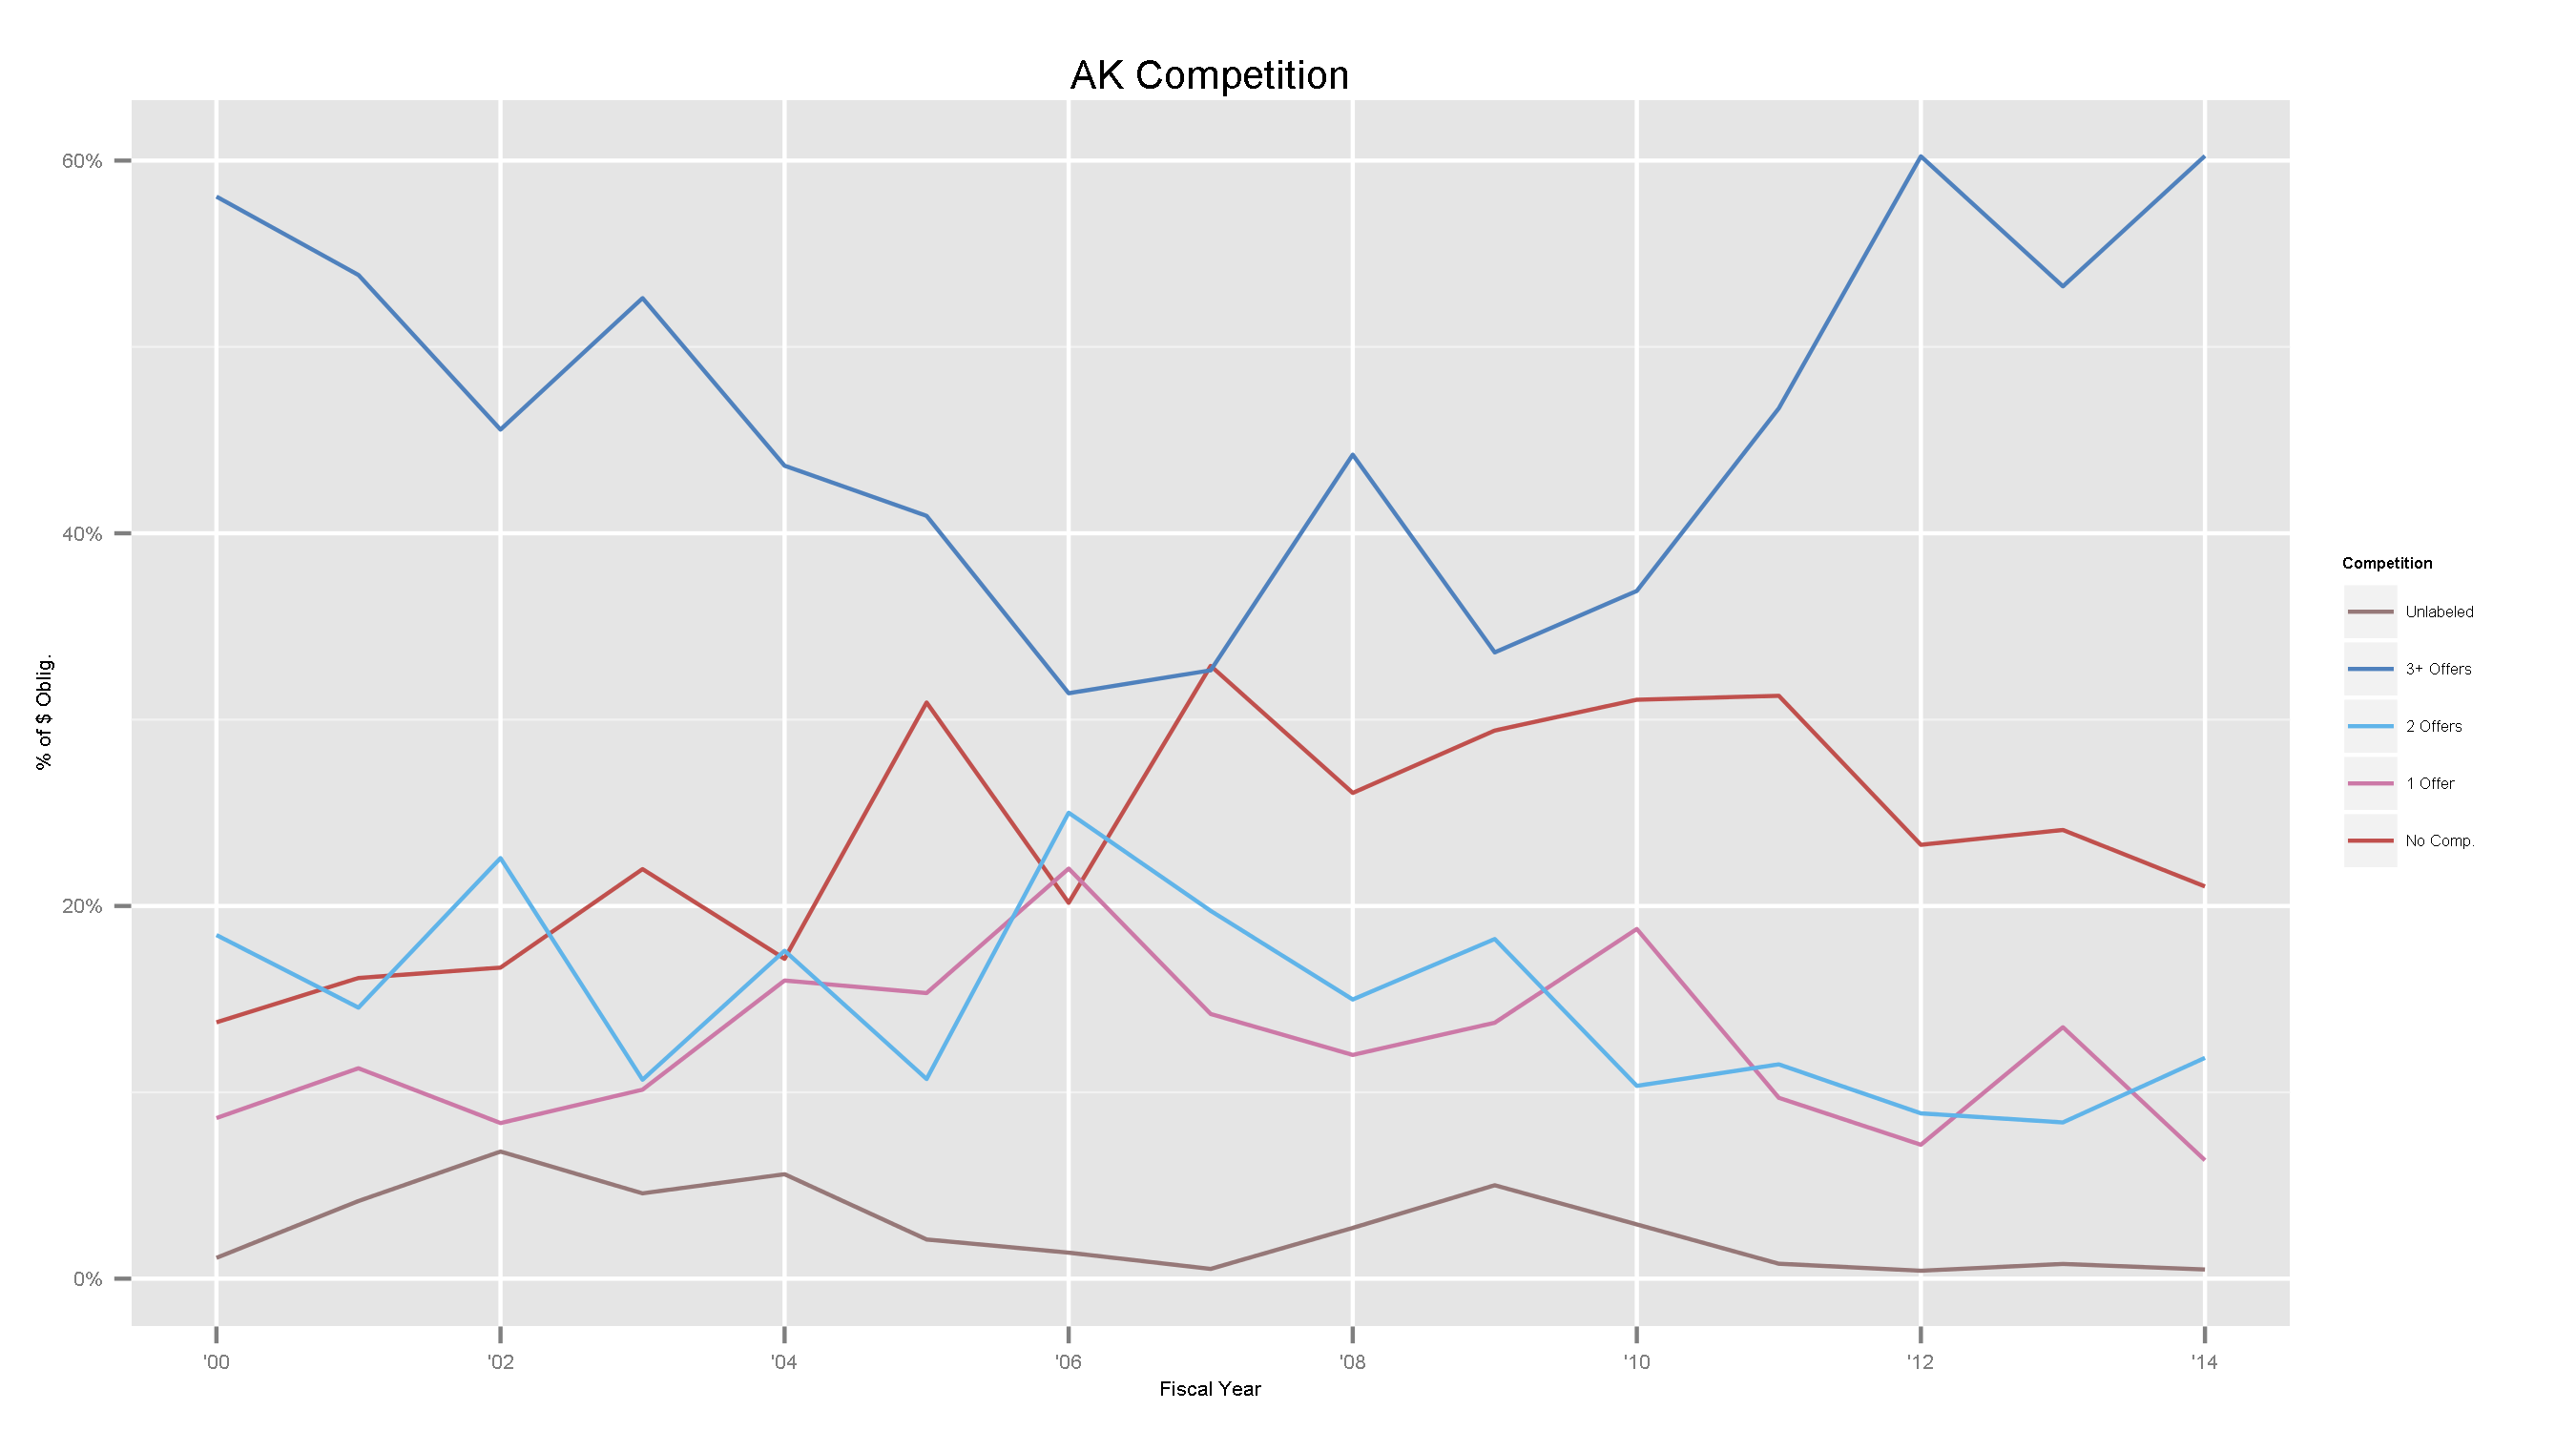 AK Competition
60%
40%
20%
0%
% of $ Oblig.
'00
'02
'04
'06
'08
'10
'12
'14
Fiscal Year
Competition
Unlabeled
3+ Offers
2 Offers
1 Offer
No Comp.